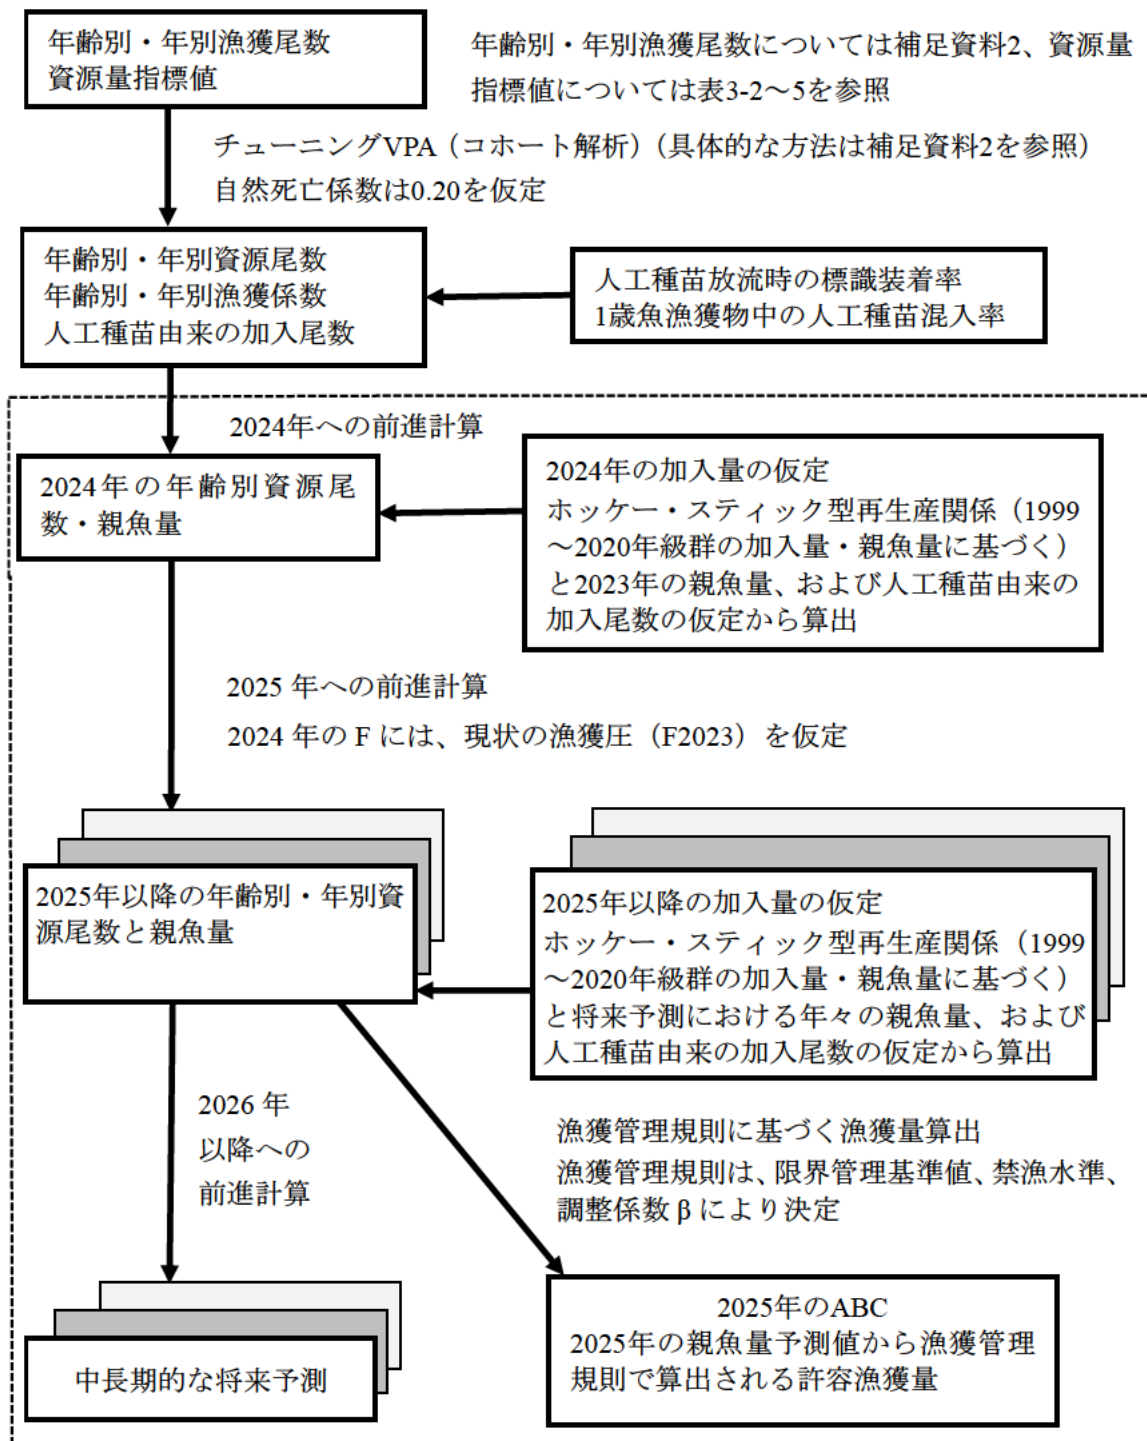 年齢別・年別漁獲尾数
資源量指標値
年齢別・年別漁獲尾数については補足資料2、資源量
指標値については表3-2～5を参照
チューニングVPA（コホート解析）（具体的な方法は補足資料2を参照）
自然死亡係数は0.20を仮定
年齢別・年別資源尾数
年齢別・年別漁獲係数
人工種苗由来の加入尾数
人工種苗放流時の標識装着率
1歳魚漁獲物中の人工種苗混入率
2024年への前進計算
2024年の年齢別資源尾
数・親魚量
2024年の加入量の仮定
ホッケー・スティック型再生産関係（1999
～2020年級群の加入量・親魚量に基づく）
と2023年の親魚量、および人工種苗由来の
加入尾数の仮定から算出
2025 年への前進計算
2024 年の F には、現状の漁獲圧（F2023）を仮定
2025年以降の年齢別・年別資
源尾数と親魚量
2025年以降の加入量の仮定
ホッケー・スティック型再生産関係（1999
～2020年級群の加入量・親魚量に基づく）
と将来予測における年々の親魚量、および
人工種苗由来の加入尾数の仮定から算出
2026 年
以降への
前進計算
漁獲管理規則に基づく漁獲量算出
漁獲管理規則は、限界管理基準値、禁漁水準、
調整係数 β により決定
中長期的な将来予測
2025年のABC
2025年の親魚量予測値から漁獲管理
規則で算出される許容漁獲量